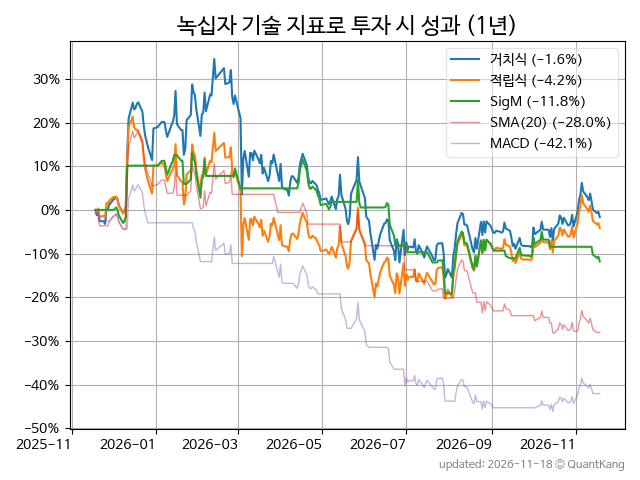 녹십자 기술 지표로 투자 시 성과 (1년)
거치식 (−1.6%)
적립식 (−4.2%)
SigM (−11.8%)
SMA(20) (−28.0%)
MACD (−42.1%)
30%
20%
10%
0%
−10%
−20%
−30%
−40%
−50%
2025-11
2026-01
2026-03
2026-05
2026-07
2026-09
2026-11
updated: 2026-11-18 © QuantKang